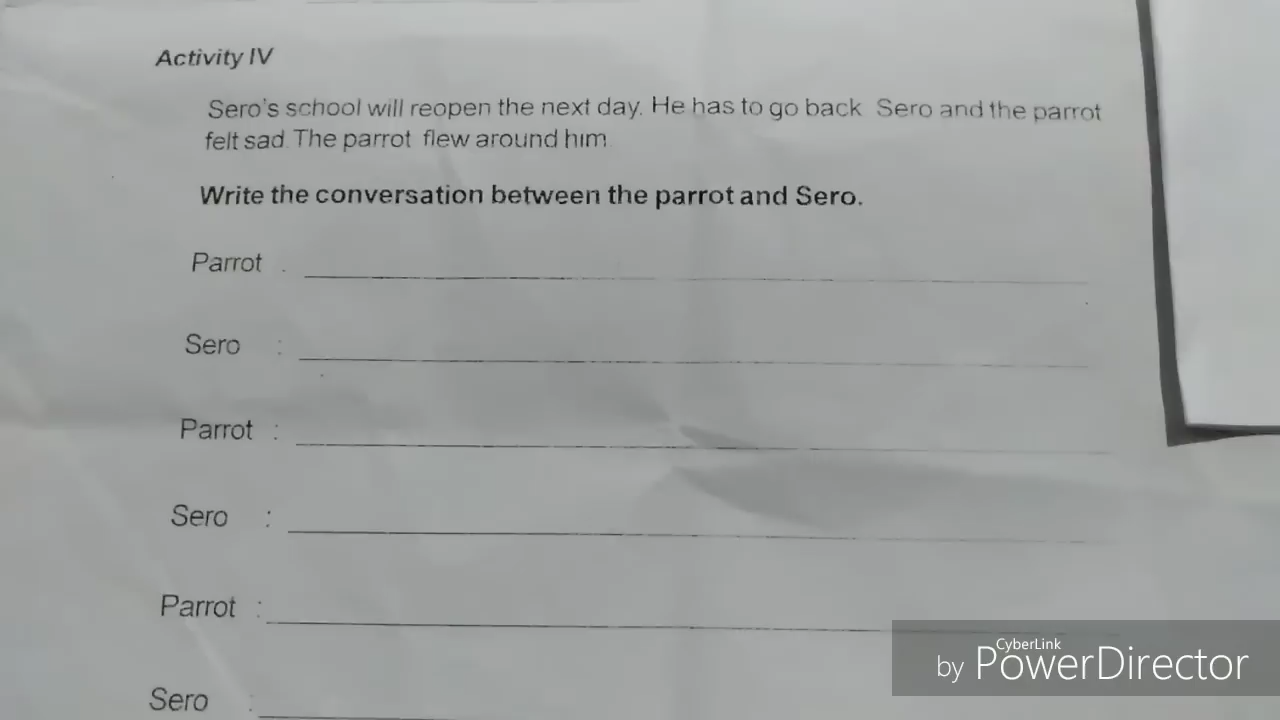 Activity IV
Sero's school will reopen the next day. He has to go back Sero and the parrot
felt sad. The parrot flew around him
Write the conversation between the parrot and Sero.
Parrot .
Sero :
Parrot :
Sero :
Parrot :
Sero :
CyberLink
by PowerDirector